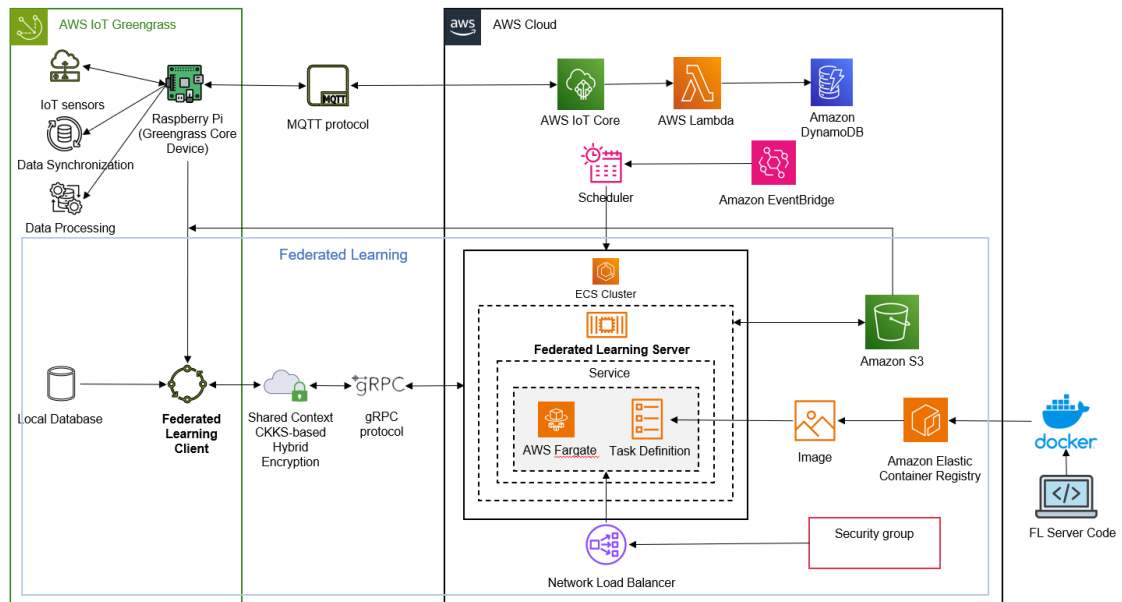 AWS IoT Greengrass
aws
AWS Cloud
IoT sensors
Raspberry Pi
(Greengrass Core
Device)
MQTT
MQTT protocol
AWS IoT Core
AWS Lambda
Amazon
DynamoDB
Data Synchronization
Data Processing
Scheduler
Amazon EventBridge
Federated Learning
ECS Cluster
Federated Learning Server
Service
AWS Fargate
Task Definition
Amazon S3
Local Database
Federated
Learning
Client
Shared Context
CKKS-based
Hybrid
Encryption
gRPC
gRPC
protocol
Image
Amazon Elastic
Container Registry
docker
FL Server Code
Security group
Network Load Balancer